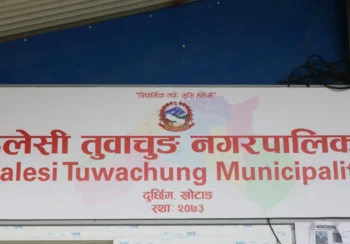 लेसी तुवाचुङ नगरपालिक
alesi Tuwachung Municipalit
दुर्छिम, खोटाङ
स्था: २०७३